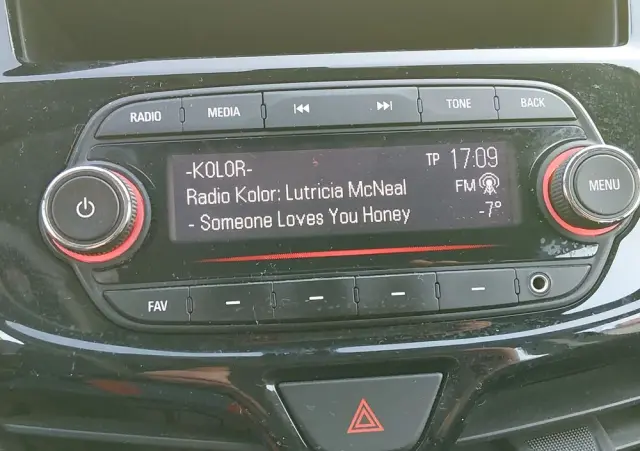 RADIO MEDIA TONE BACK
-KOLOR- TP 17:09
Radio Kolor: Lutricia McNeal FM
- Someone Loves You Honey -7°
MENU
FAV